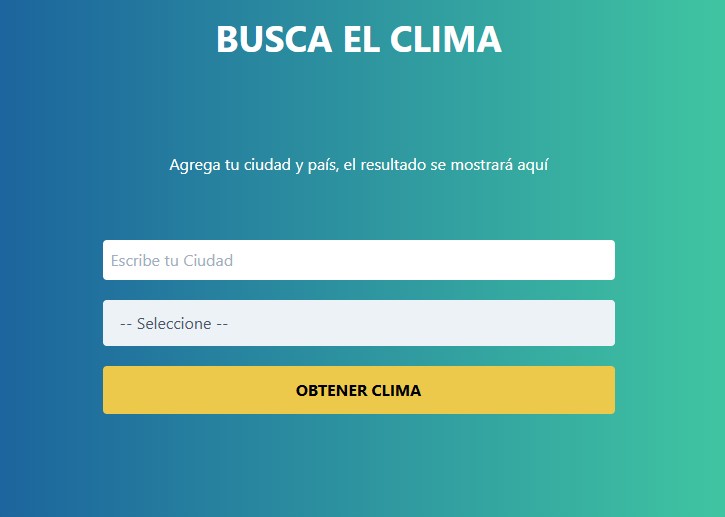 BUSCA EL CLIMA
Agrega tu ciudad y país, el resultado se mostrará aquí
Escribe tu Ciudad
-- Seleccione --
OBTENER CLIMA